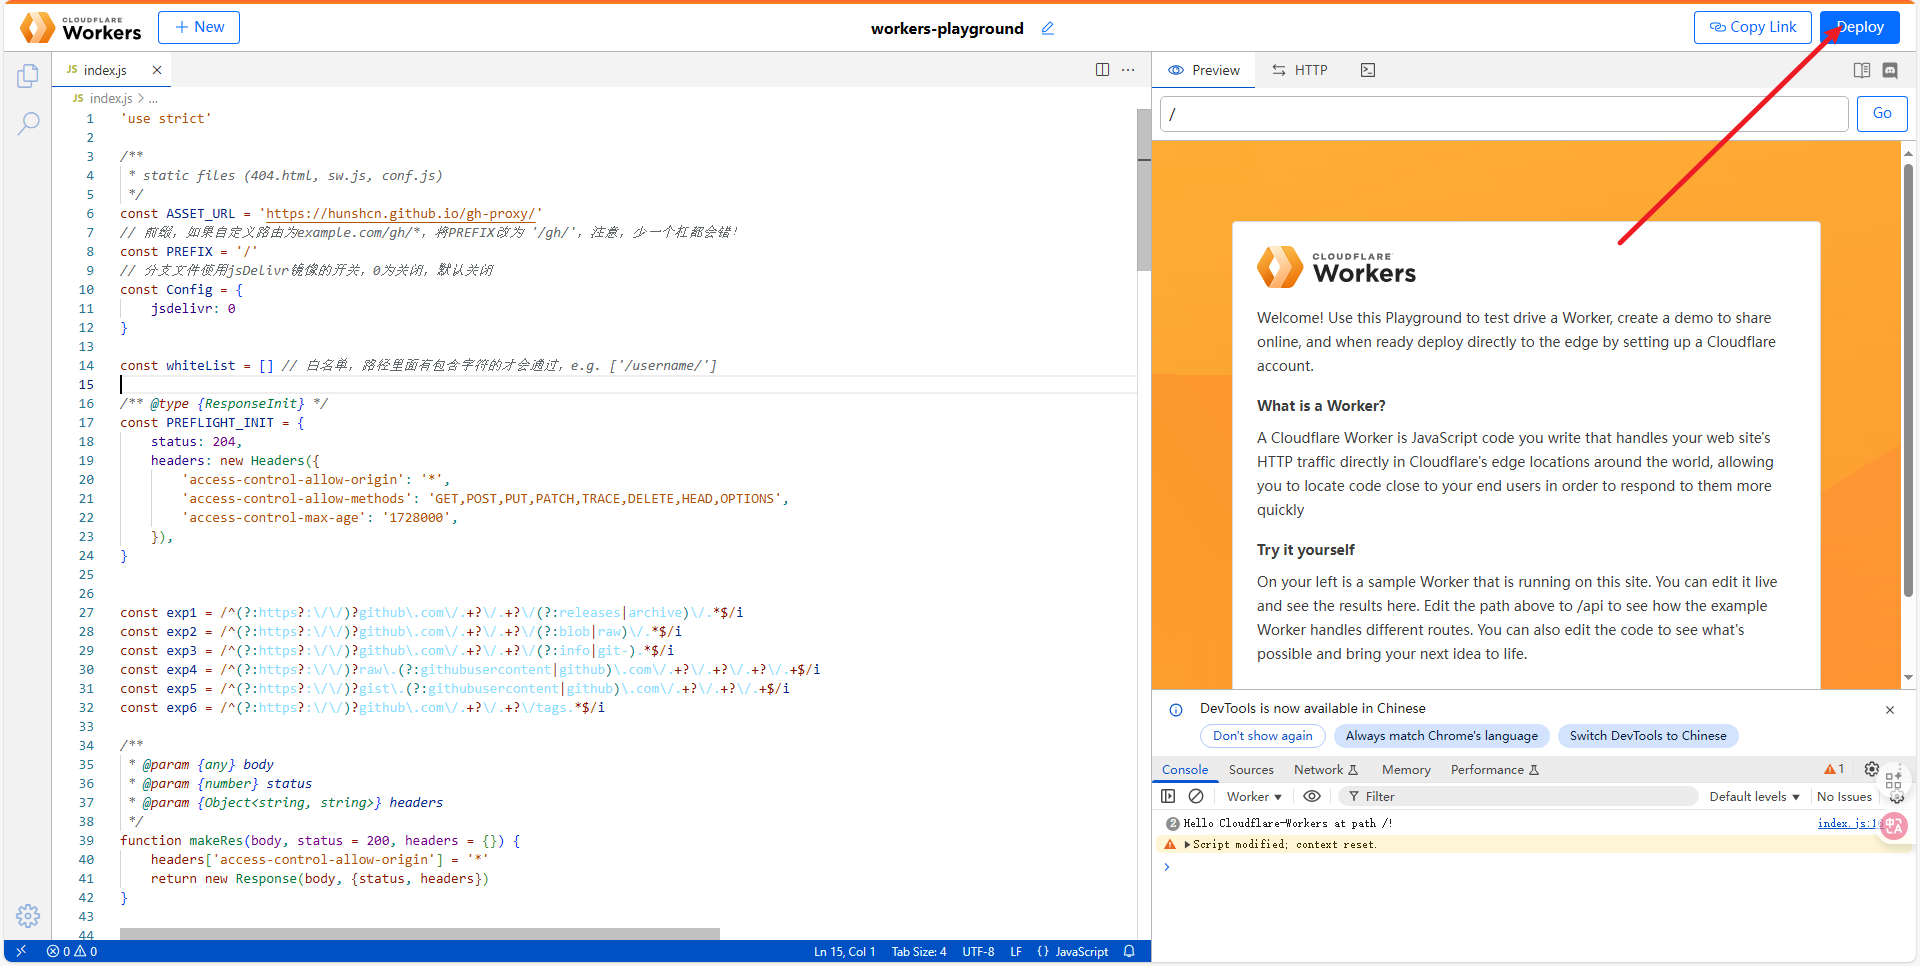 CLOUDFLARE
Workers
+ New
workers-playground
Copy Link
Deploy
JS index.js
Preview
HTTP
JS index.js > ...
/
Go
1 'use strict'
2
3 /**
4 * static files (404.html, sw.js, conf.js)
5 */
6 const ASSET_URL = 'https://hunshcn.github.io/gh-proxy/'
7 // 前缀，如果自定义路由为example.com/gh/*，将PREFIX改为 '/gh/'，注意，少一个杠都会错！
8 const PREFIX = '/'
9 // 分支文件使用jsDelivr镜像的开关，0为关闭，默认关闭
10 const Config = {
11 jsdelivr: 0
12 }
13
14 const whiteList = [] // 白名单，路径里面有包含字符的才会通过，e.g. ['/username/']
15
16 /** @type {ResponseInit} */
17 const PREFLIGHT_INIT = {
18 status: 204,
19 headers: new Headers({
20 'access-control-allow-origin': '*',
21 'access-control-allow-methods': 'GET,POST,PUT,PATCH,TRACE,DELETE,HEAD,OPTIONS',
22 'access-control-max-age': '1728000',
23 }),
24 }
25
26
27 const exp1 = /^(?:https?:\/\/)?github\.com\/.+?\/.+?\/(?:releases|archive)\/.*$/i
28 const exp2 = /^(?:https?:\/\/)?github\.com\/.+?\/.+?\/(?:blob|raw)\/.*$/i
29 const exp3 = /^(?:https?:\/\/)?github\.com\/.+?\/.+?\/(?:info|git-).*$/i
30 const exp4 = /^(?:https?:\/\/)?raw\.(?:githubusercontent|github)\.com\/.+?\/.+?\/.+?\/.+$/i
31 const exp5 = /^(?:https?:\/\/)?gist\.(?:githubusercontent|github)\.com\/.+?\/.+?\/.+$/i
32 const exp6 = /^(?:https?:\/\/)?github\.com\/.+?\/.+?\/tags.*$/i
33
34 /**
35 * @param {any} body
36 * @param {number} status
37 * @param {Object<string, string>} headers
38 */
39 function makeRes(body, status = 200, headers = {}) {
40 headers['access-control-allow-origin'] = '*'
41 return new Response(body, {status, headers})
42 }
43
44
CLOUDFLARE
Workers
Welcome! Use this Playground to test drive a Worker, create a demo to share
online, and when ready deploy directly to the edge by setting up a Cloudflare
account.
What is a Worker?
A Cloudflare Worker is JavaScript code you write that handles your web site's
HTTP traffic directly in Cloudflare's edge locations around the world, allowing
you to locate code close to your end users in order to respond to them more
quickly
Try it yourself
On your left is a sample Worker that is running on this site. You can edit it live
and see the results here. Edit the path above to /api to see how the example
Worker handles different routes. You can also edit the code to see what's
possible and bring your next idea to life.
DevTools is now available in Chinese
Don't show again
Always match Chrome's language
Switch DevTools to Chinese
Console Sources Network Memory Performance 1
Worker Filter Default levels No Issues
2 Hello Cloudflare-Workers at path /! index.js:1
Script modified; context reset.
0 0 Ln 15, Col 1 Tab Size: 4 UTF-8 LF {} JavaScript